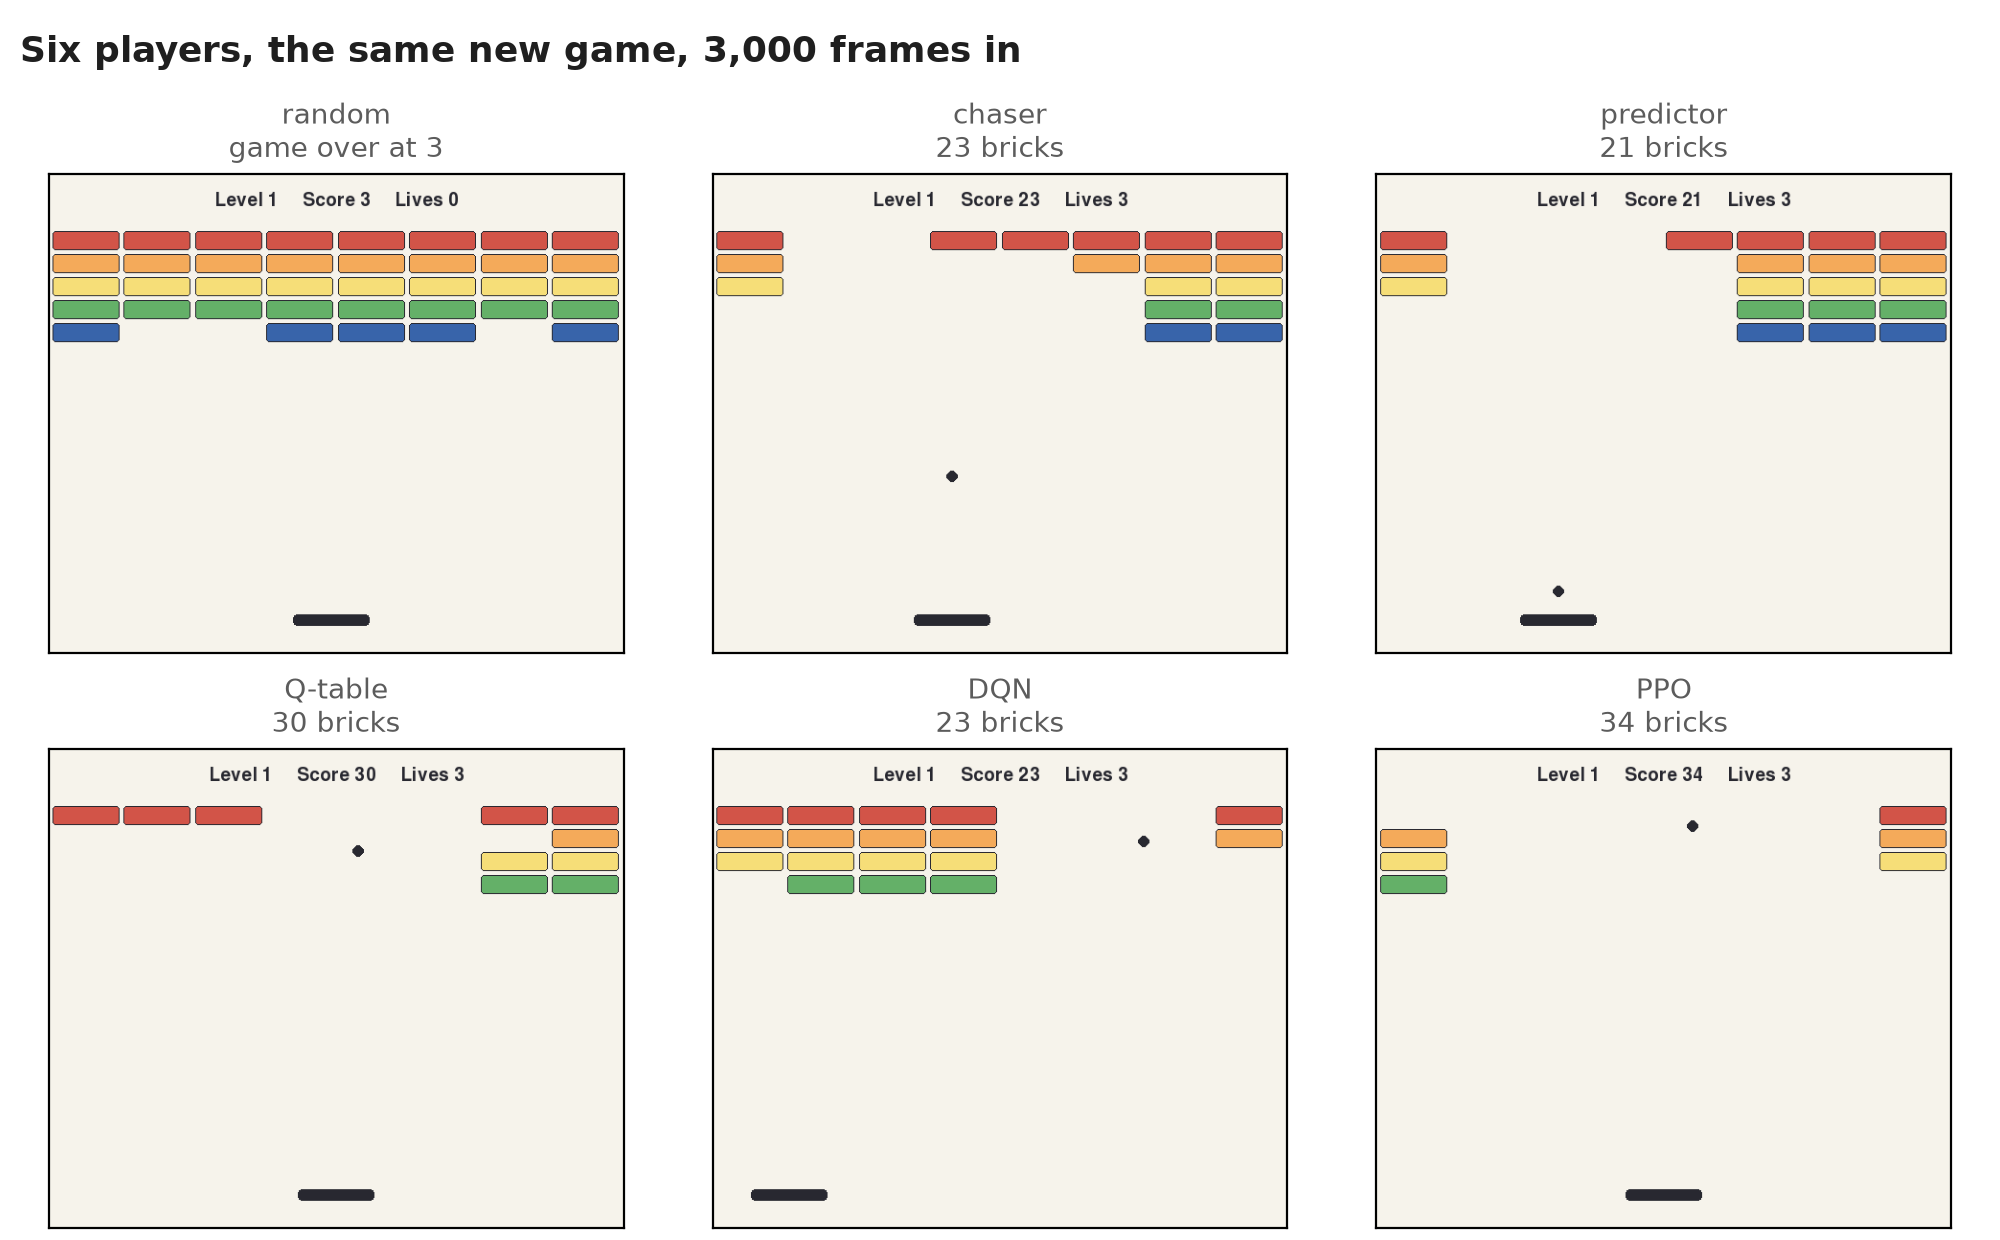 Six players, the same new game, 3,000 frames in
random
game over at 3
Level 1 Score 3 Lives 0
chaser
23 bricks
Level 1 Score 23 Lives 3
predictor
21 bricks
Level 1 Score 21 Lives 3
Q-table
30 bricks
Level 1 Score 30 Lives 3
DQN
23 bricks
Level 1 Score 23 Lives 3
PPO
34 bricks
Level 1 Score 34 Lives 3